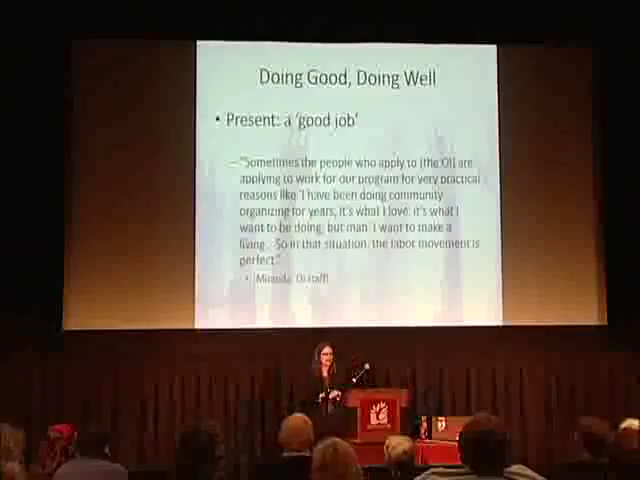 Doing Good, Doing Well
• Present: a 'good job'
– "Sometimes the people who apply to (the OI) are
applying to work for our program for very practical
reasons like 'I have been doing community
organizing for years, it's what I love, it's what I
want to be doing, but man I want to make a
living. So in that situation, the labor movement is
perfect."
• Miranda, OI staff